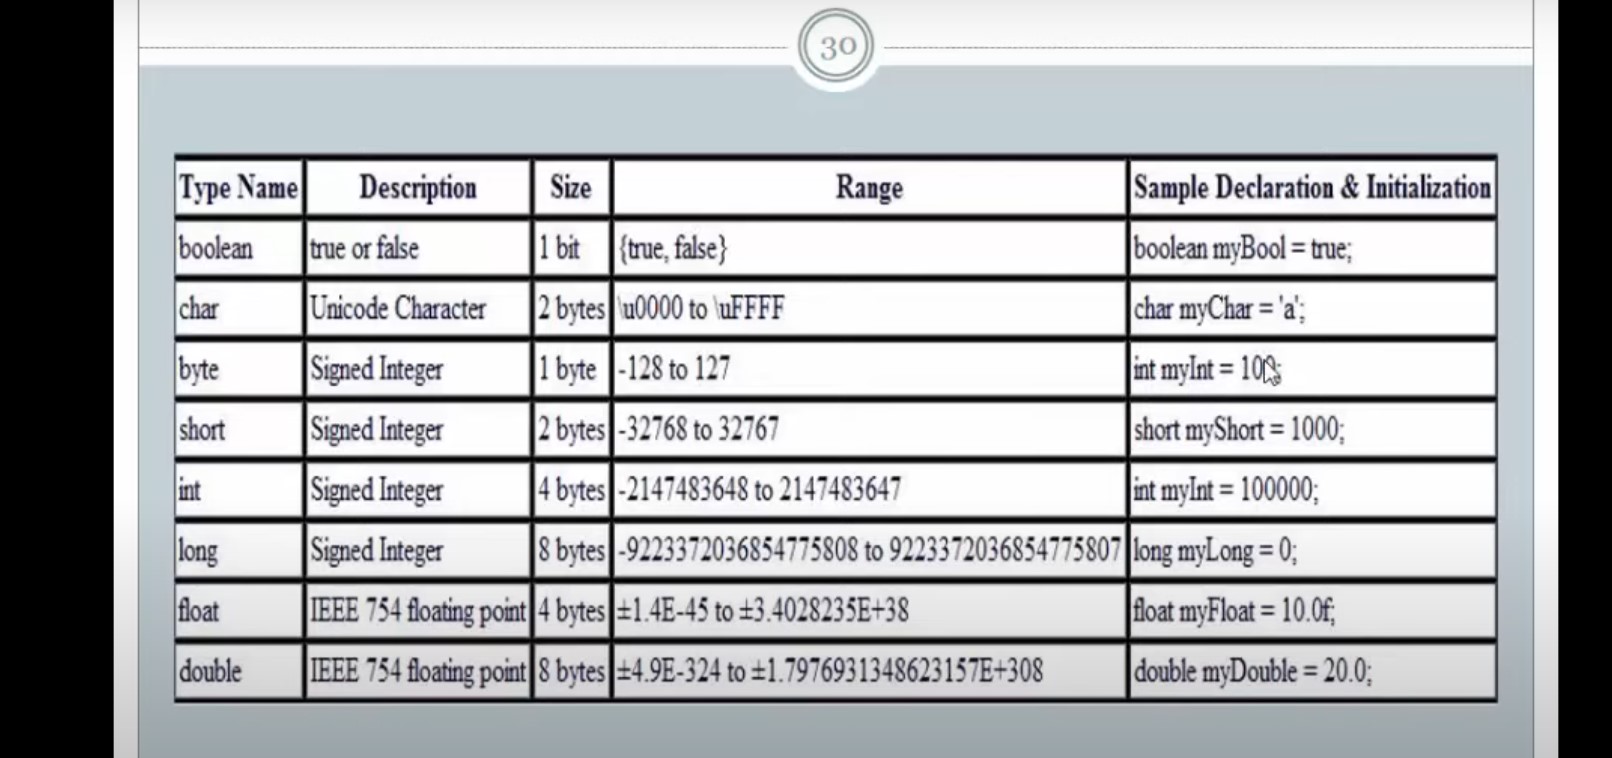 30
Type Name Description Size Range Sample Declaration & Initialization
boolean true or false 1 bit {true, false} boolean myBool = true;
char Unicode Character 2 bytes \u0000 to \uFFFF char myChar = 'a';
byte Signed Integer 1 byte -128 to 127 int myInt =
short Signed Integer 2 bytes -32768 to 32767 short myShort = 1000;
int Signed Integer 4 bytes -2147483648 to 2147483647 int myInt = 100000;
long Signed Integer 8 bytes -9223372036854775808 to 9223372036854775807 long myLong = 0;
float IEEE 754 floating point 4 bytes ±1.4E-45 to ±3.4028235E+38 float myFloat = 10.0f;
double IEEE 754 floating point 8 bytes ±4.9E-324 to ±1.7976931348623157E+308 double myDouble = 20.0;